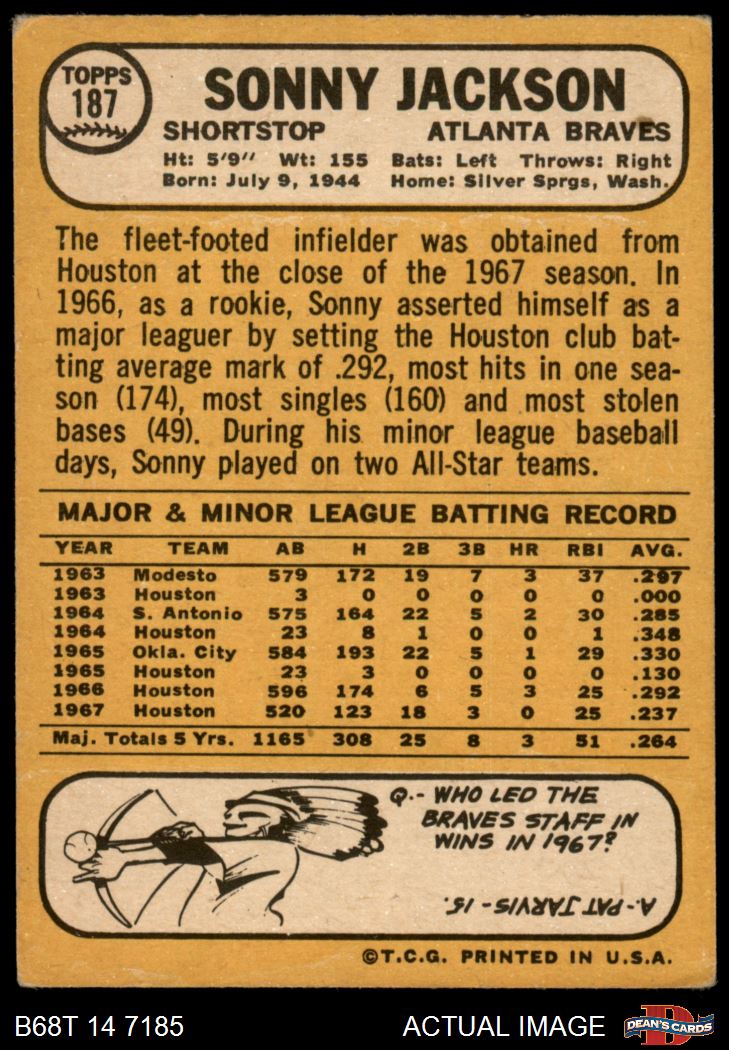 TOPPS
187
SONNY JACKSON
SHORTSTOP ATLANTA BRAVES
Ht: 5'9" Wt: 155 Bats: Left Throws: Right
Born: July 9, 1944 Home: Silver Sprgs, Wash.
The fleet-footed infielder was obtained from
Houston at the close of the 1967 season. In
1966, as a rookie, Sonny asserted himself as a
major leaguer by setting the Houston club bat-
ting average mark of .292, most hits in one sea-
son (174), most singles (160) and most stolen
bases (49). During his minor league baseball
days, Sonny played on two All-Star teams.
MAJOR & MINOR LEAGUE BATTING RECORD
YEAR TEAM AB H 2B 3B HR RBI AVG.
1963 Modesto 579 172 19 7 3 37 .297
1963 Houston 3 0 0 0 0 0 .000
1964 S. Antonio 575 164 22 5 2 30 .285
1964 Houston 23 8 1 0 0 1 .348
1965 Okla. City 584 193 22 5 1 29 .330
1965 Houston 23 3 0 0 0 0 .130
1966 Houston 596 174 6 5 3 25 .292
1967 Houston 520 123 18 3 0 25 .237
Maj. Totals 5 Yrs. 1165 308 25 8 3 51 .264
Q.- WHO LED THE
BRAVES STAFF IN
WINS IN 1967?
A.- PAT JARVIS - 15.
©T.C.G. PRINTED IN U.S.A.
B68T 14 7185 ACTUAL IMAGE
D
DEAN'S CARDS